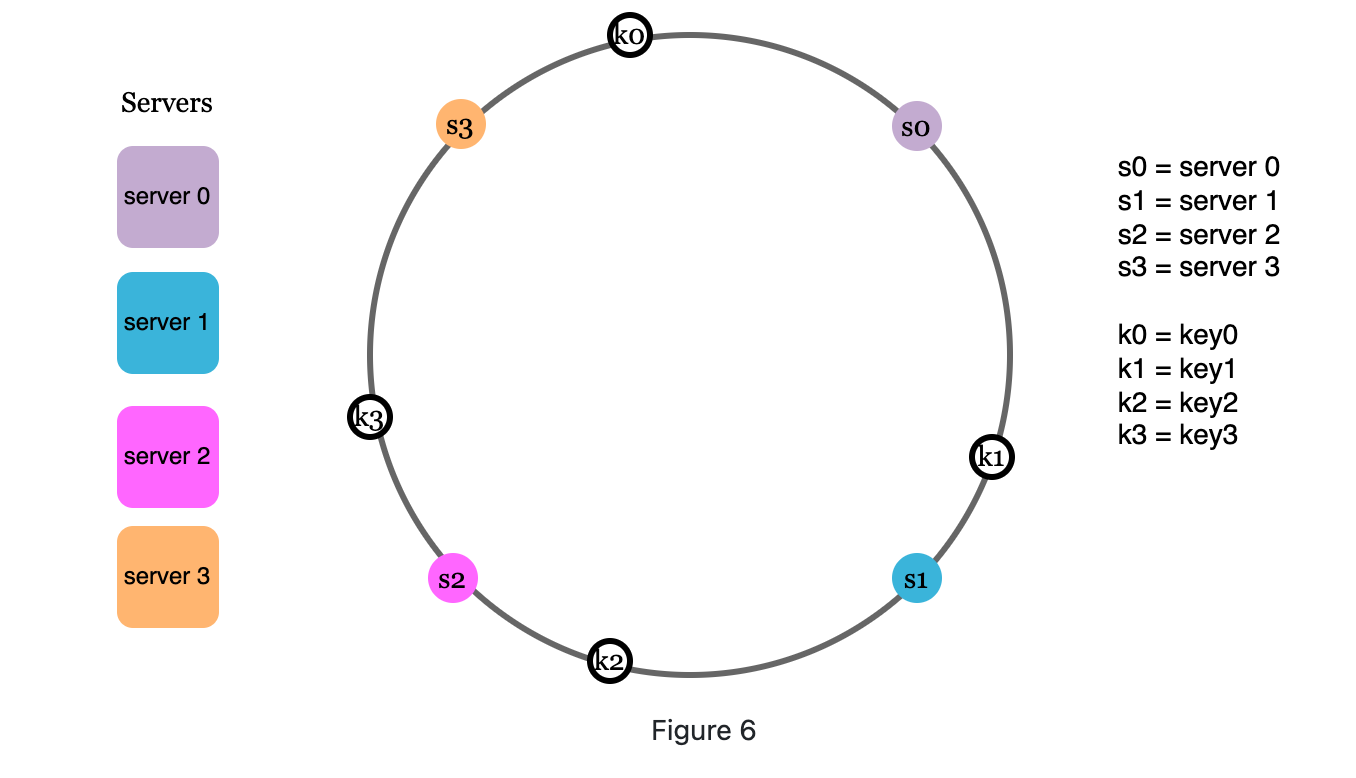 Servers
server 0
server 1
server 2
server 3
k0
s3
s0
k3
k1
s2
s1
k2
s0 = server 0
s1 = server 1
s2 = server 2
s3 = server 3
k0 = key0
k1 = key1
k2 = key2
k3 = key3
Figure 6